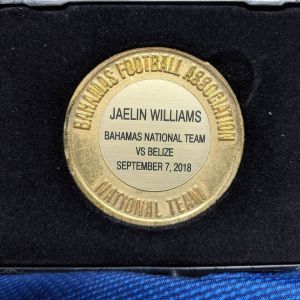 BAHAMAS FOOTBALL ASSOCIATION
JAELIN WILLIAMS
BAHAMAS NATIONAL TEAM
VS BELIZE
SEPTEMBER 7, 2018
NATIONAL TEAM